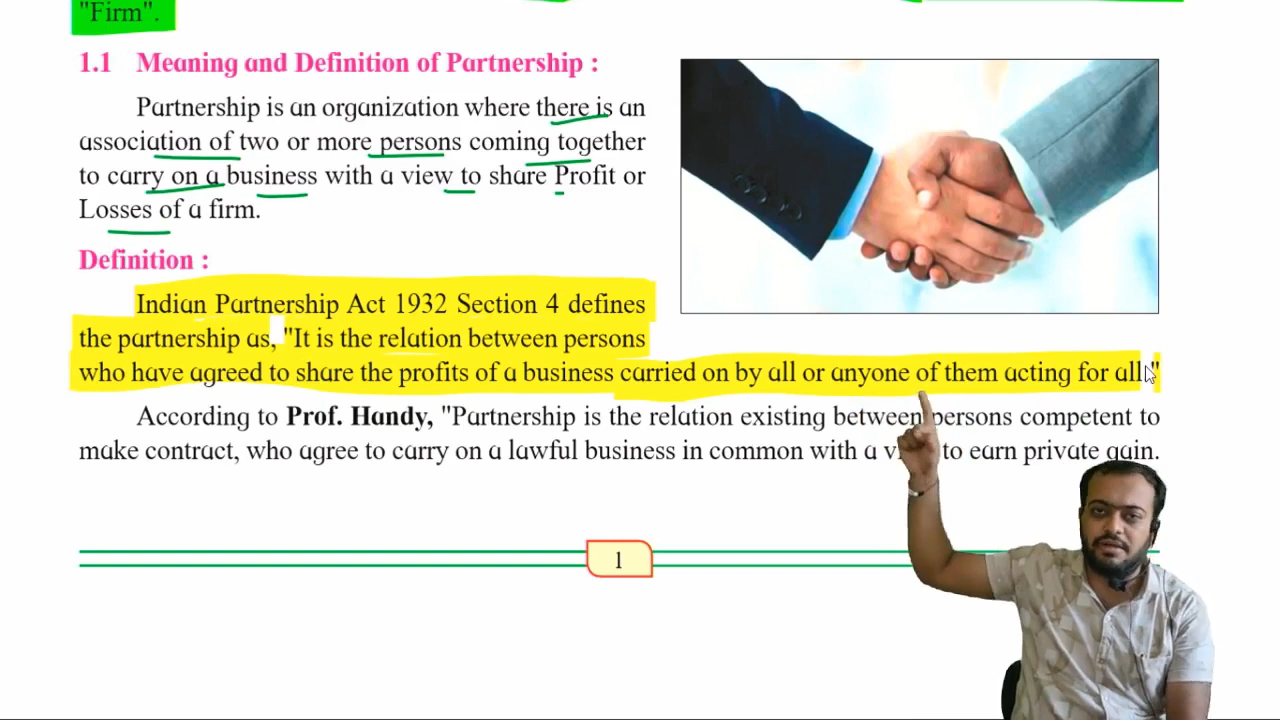 "Firm".
1.1 Meaning and Definition of Partnership :
Partnership is an organization where there is an
association of two or more persons coming together
to carry on a business with a view to share Profit or
Losses of a firm.
Definition :
Indian Partnership Act 1932 Section 4 defines
the partnership as, "It is the relation between persons
who have agreed to share the profits of a business carried on by all or anyone of them acting for all."
According to Prof. Handy, "Partnership is the relation existing between persons competent to
make contract, who agree to carry on a lawful business in common with a to earn private gain.
1